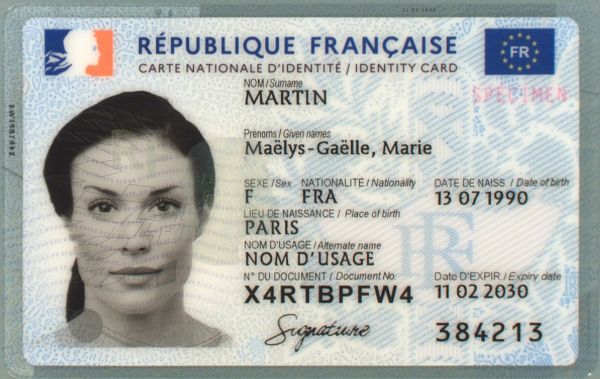 RÉPUBLIQUE FRANÇAISE
FR
CARTE NATIONALE D'IDENTITÉ / IDENTITY CARD
NOM / Surname
MARTIN
SPECIMEN
Prénoms / Given names
Maëlys-Gaëlle, Marie
SEXE / Sex NATIONALITÉ / Nationality DATE DE NAISS. / Date of birth
F FRA 13 07 1990
LIEU DE NAISSANCE / Place of birth
PARIS
NOM D'USAGE / Alternate name
NOM D'USAGE
N° DU DOCUMENT / Document No Date D'EXPIR / Expiry date
X4RTBPFW4 11 02 2030
Signature 384213